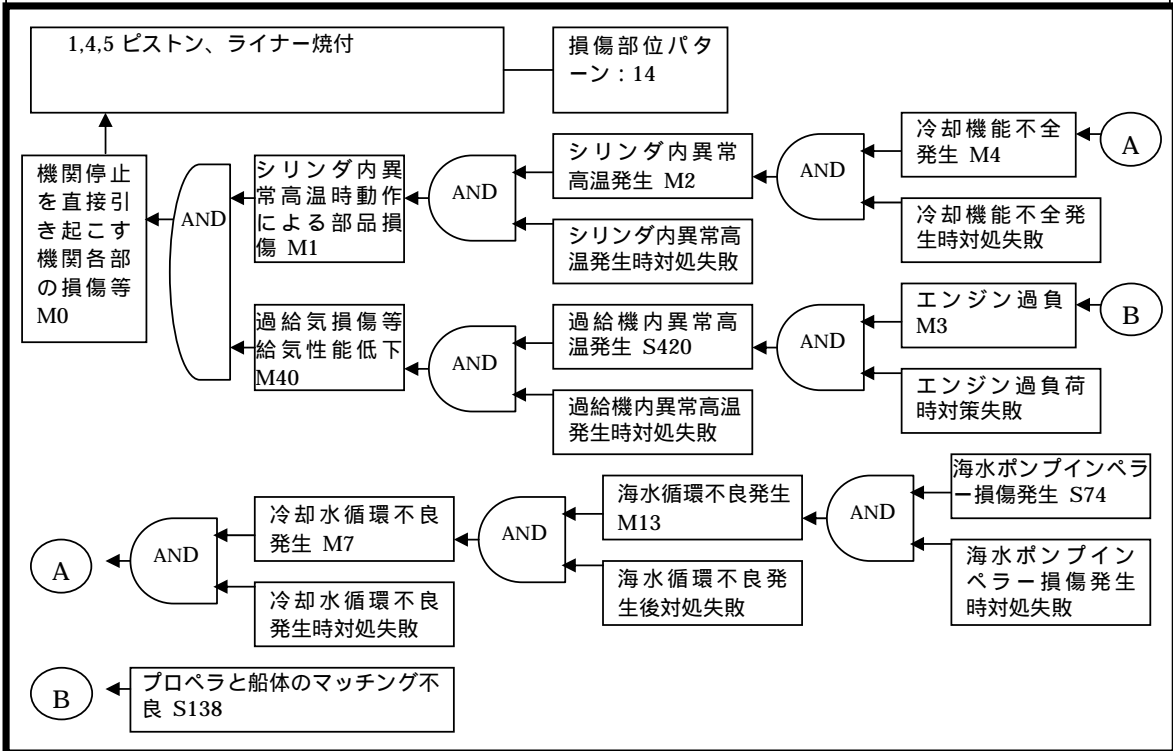 1,4,5 ピストン、ライナー焼付
損傷部位パタ
ーン：14
機関停止
を直接引
き起こす
機関各部
の損傷等
M0
AND
シリンダ内異
常高温時動作
による部品損
傷 M1
AND
シリンダ内異常
高温発生 M2
シリンダ内異常高
温発生時対処失敗
AND
冷却機能不全
発生 M4
A
冷却機能不全発
生時対処失敗
過給気損傷等
給気性能低下
M40
AND
過給機内異常高
温発生 S420
過給機内異常高温
発生時対処失敗
AND
エンジン過負
M3
B
エンジン過負荷
時対策失敗
A
AND
冷却水循環不良
発生 M7
冷却水循環不良
発生時対処失敗
AND
海水循環不良発生
M13
海水循環不良発
生後対処失敗
AND
海水ポンプインペラ
ー損傷発生 S74
海水ポンプイン
ペラー損傷発生
時対処失敗
B
プロペラと船体のマッチング不
良 S138